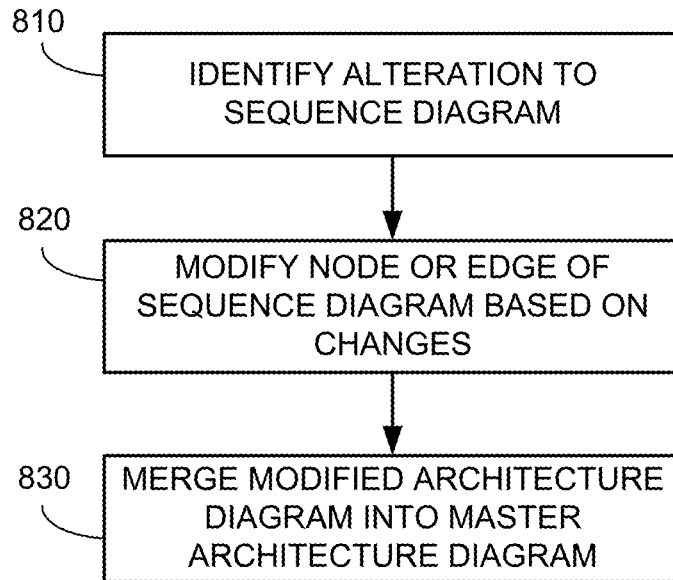 810
IDENTIFY ALTERATION TO
SEQUENCE DIAGRAM
820
MODIFY NODE OR EDGE OF
SEQUENCE DIAGRAM BASED ON
CHANGES
830
MERGE MODIFIED ARCHITECTURE
DIAGRAM INTO MASTER
ARCHITECTURE DIAGRAM